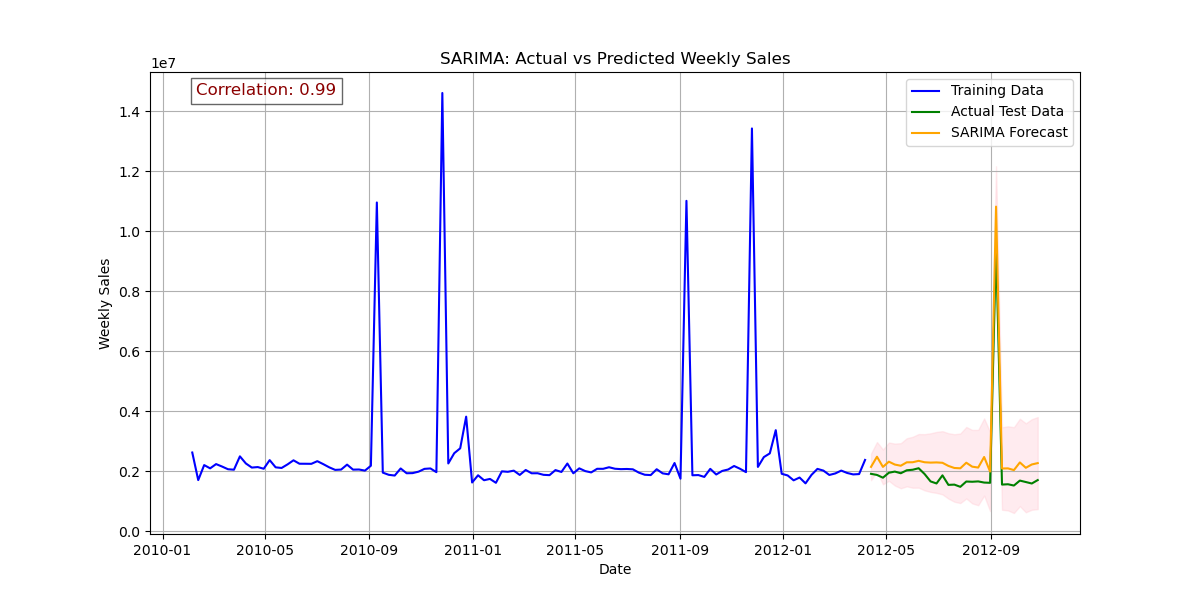 SARIMA: Actual vs Predicted Weekly Sales
1e7
Correlation: 0.99
Training Data
Actual Test Data
SARIMA Forecast
1.4
1.2
1.0
0.8
0.6
0.4
0.2
0.0
Weekly Sales
2010-01 2010-05 2010-09 2011-01 2011-05 2011-09 2012-01 2012-05 2012-09
Date